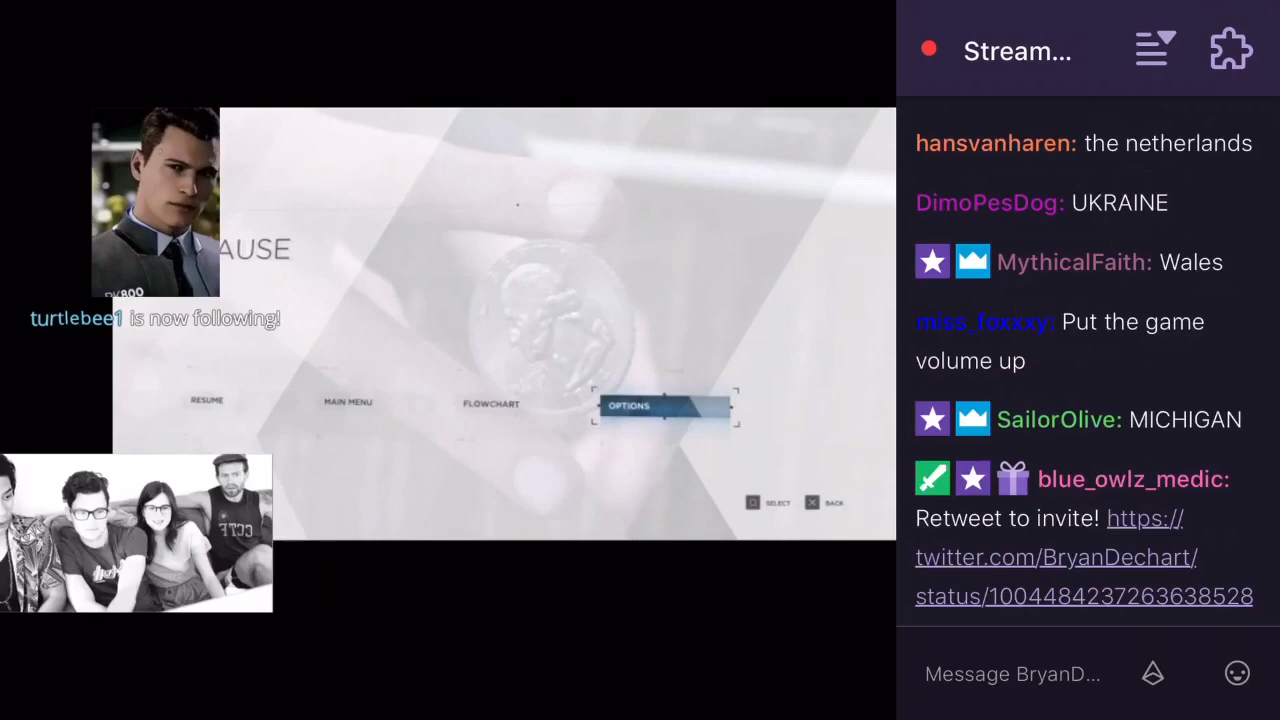 Stream...
hansvanharen: the netherlands
DimoPesDog: UKRAINE
MythicalFaith: Wales
miss_foxxxy: Put the game
volume up
SailorOlive: MICHIGAN
blue_owlz_medic:
Retweet to invite! https://
twitter.com/BryanDechart/
status/1004484237263638528
Message BryanD...
AUSE
turtlebee1 is now following!
RESUME
MAIN MENU
FLOWCHART
OPTIONS
SELECT
BACK